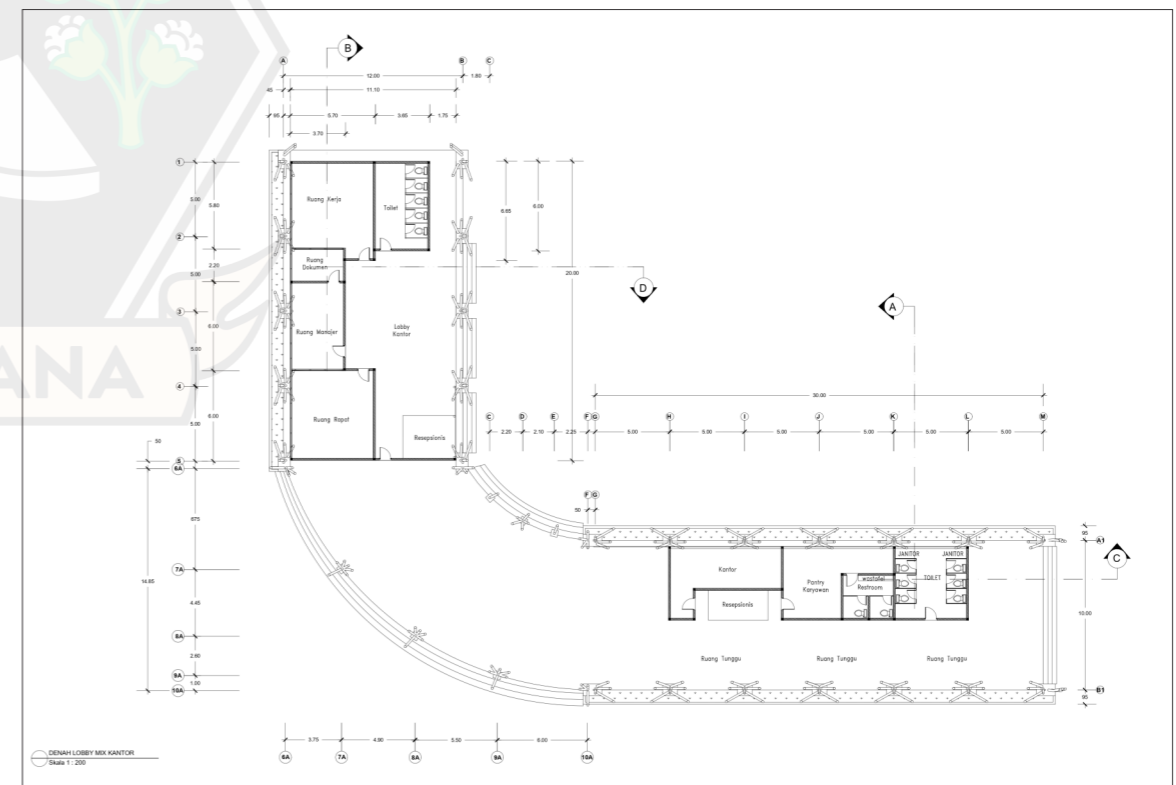 ANA
B
A
B
C
12.00
1.80
45
11.10
95
5.70
3.65
1.75
3.70
1
2
3
4
5
6A
7A
8A
9A
10A
5.00
5.00
5.00
5.00
50
5.80
2.20
6.00
6.00
675
14.85
4.45
2.60
1.00
Ruang Kerja
Toilet
Ruang
Dokumen
Ruang Manajer
Lobby
Kantor
Ruang Rapat
Resepsionis
6.65
6.00
20.00
D
A
30.00
C
D
E
F
G
H
I
J
K
L
M
2.20
2.10
2.25
5.00
5.00
5.00
5.00
5.00
5.00
F
G
50
Kantor
Resepsionis
Pantry
Karyawan
wastafel
Restroom
JANITOR
JANITOR
TOILET
Ruang Tunggu
Ruang Tunggu
Ruang Tunggu
95
A1
C
10.00
B1
95
3.75
4.90
5.50
6.00
6A
7A
8A
9A
10A
DENAH LOBBY MIX KANTOR
Skala 1 : 200